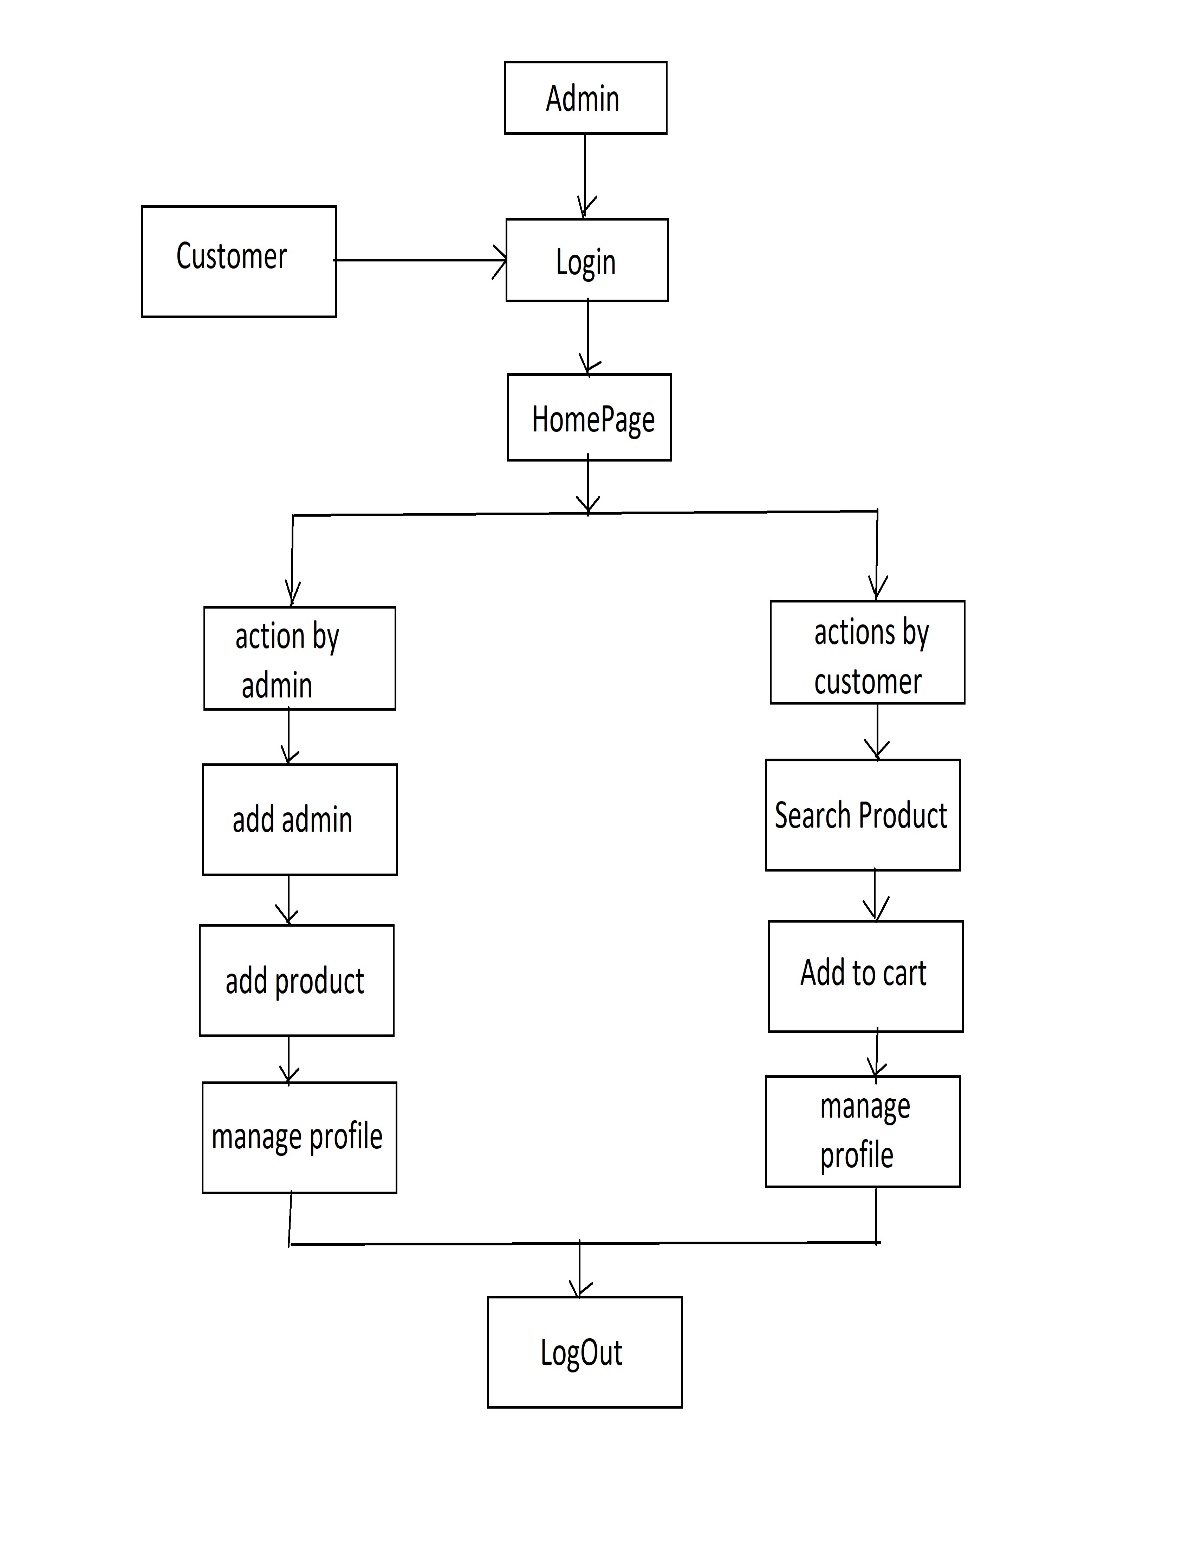 Admin
Customer
Login
HomePage
action by
admin
add admin
add product
manage profile
actions by
customer
Search Product
Add to cart
manage
profile
LogOut